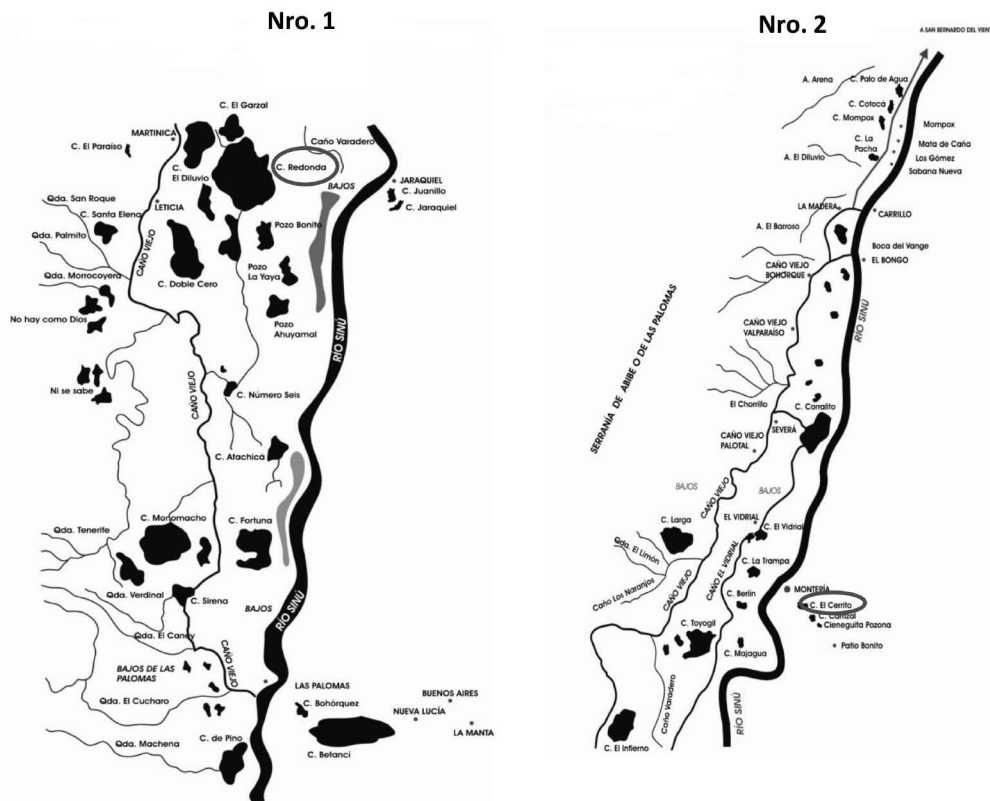 Nro. 1
C. El Garzal
MARTINICA
Caño Varadero
C. El Paraíso
C.
El Diluvio
C. Redonda
BAJOS
JARAQUIEL
C. Juanillo
C. Jaraquiel
Qda. San Roque
C. Santa Elena
LETICIA
Qda. Palmito
Pozo Bonito
CAÑO VIEJO
Qda. Morrocoyera
Pozo
La Yaya
C. Doble Cero
No hay como Dios
Pozo
Ahuyamal
RÍO SINÚ
Ni se sabe
CAÑO VIEJO
C. Número Seis
C. Atachicá
C. Monomacho
C. Fortuna
Qda. Tenerife
Qda. Verdinal
C. Sirena
BAJOS
RÍO SINÚ
Qda. El Caney
CAÑO VIEJO
BAJOS DE LAS
PALOMAS
LAS PALOMAS
BUENOS AIRES
Qda. El Cucharo
C. Bohórquez
NUEVA LUCÍA
LA MANTA
C. de Pino
Qda. Machena
C. Betancí
Nro. 2
A SAN BERNARDO DEL VIENT
A. Arena
C. Palo de Agua
C. Cotocá
C. Mompox
Mompox
C. La
Pacha
Mata de Caña
A. El Diluvio
Los Gómez
Sabana Nueva
LA MADERA
CARRILLO
A. El Barroso
Boca del Vange
EL BONGO
CAÑO VIEJO
BOHORQUE
SERRANÍA DE ABIBE O DE LAS PALOMAS
CAÑO VIEJO
VALPARAÍSO
RÍO SINÚ
El Chorrillo
C. Corralito
SEVERÁ
CAÑO VIEJO
PALOTAL
BAJOS
BAJOS
CAÑO VIEJO
EL VIDRIAL
C. Larga
C. El Vidrial
Qda. El Limón
C. La Trampa
CAÑO EL VIDRIAL
CAÑO VIEJO
Caño Los Naranjos
MONTERÍA
C. Berlín
C. El Cerrito
C. Carrizal
Cieneguita Pozona
C. Toyogil
Patio Bonito
C. Majagua
Caño Varadero
RÍO SINÚ
C. El Infierno